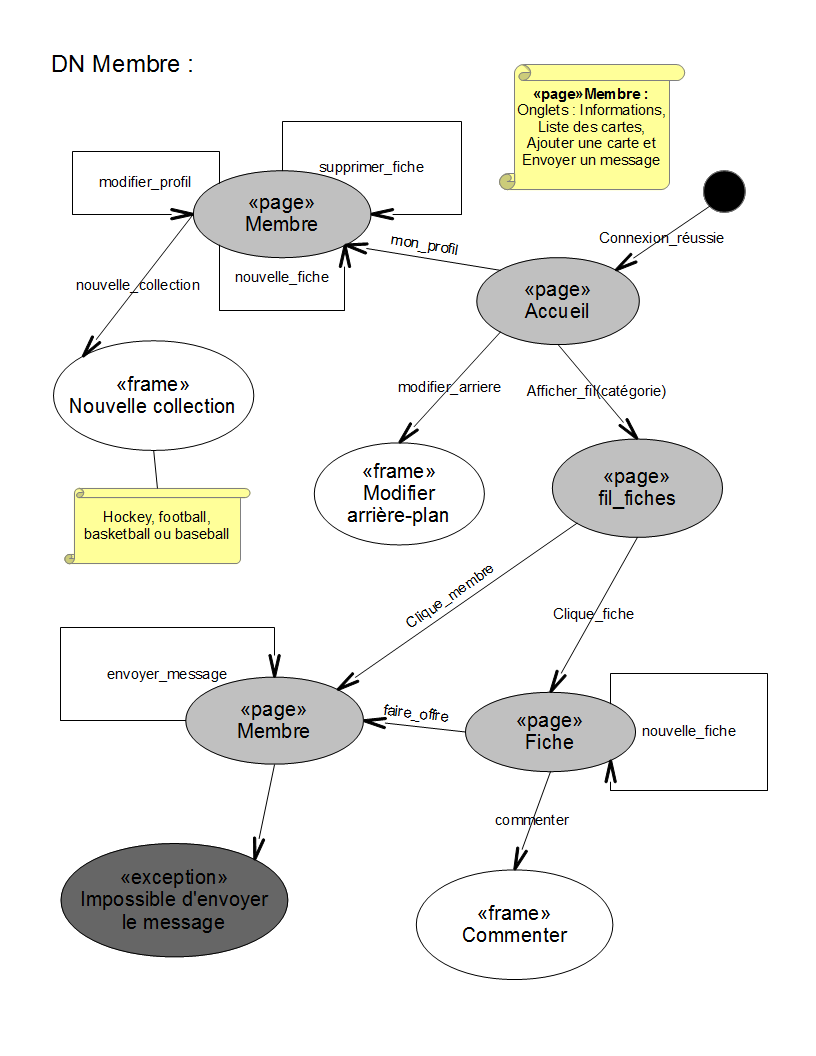 DN Membre :
«page»Membre :
Onglets : Informations,
Liste des cartes,
Ajouter une carte et
Envoyer un message
supprimer_fiche
modifier_profil
«page»
Membre
mon_profil
Connexion_réussie
nouvelle_fiche
nouvelle_collection
«page»
Accueil
«frame»
Nouvelle collection
modifier_arriere
Afficher_fil(catégorie)
«frame»
Modifier
arrière-plan
«page»
fil_fiches
Hockey, football,
basketball ou baseball
Clique_membre
Clique_fiche
envoyer_message
«page»
Membre
faire_offre
«page»
Fiche
nouvelle_fiche
commenter
«exception»
Impossible d'envoyer
le message
«frame»
Commenter